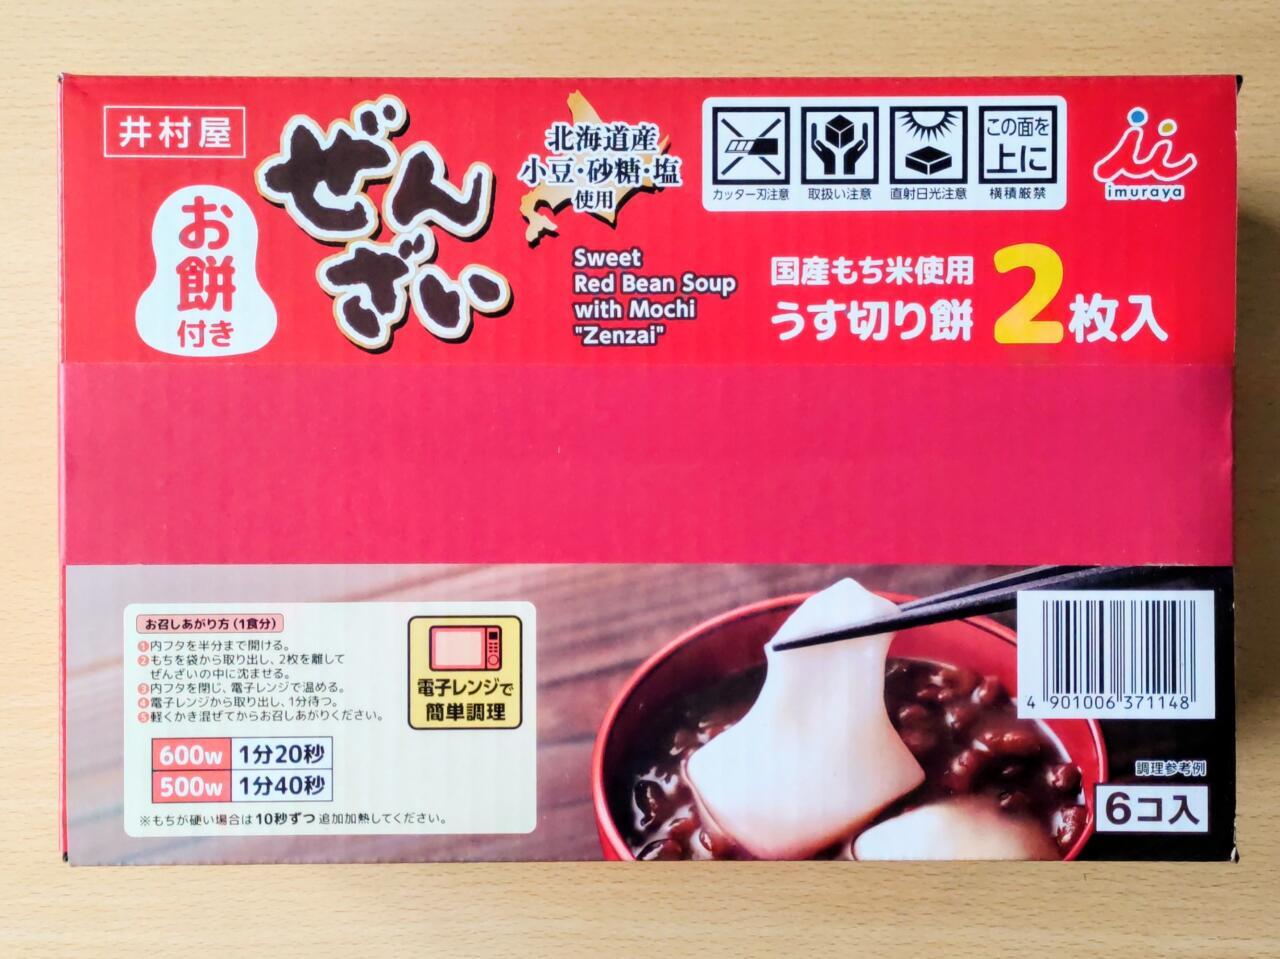 井村屋
お餅
付き
ぜんざい
北海道産
小豆・砂糖・塩
使用
Sweet
Red Bean Soup
with Mochi
"Zenzai"
カッター刃注意
取扱い注意
直射日光注意
この面を
上に
横積厳禁
imuraya
国産もち米使用
うす切り餅2枚入
お召しあがり方(1食分)
①内フタを半分まで開ける。
②もちを袋から取り出し、2枚を離して
ぜんざいの中に沈ませる。
③内フタを閉じ、電子レンジで温める。
④電子レンジから取り出し、1分待つ。
⑤軽くかき混ぜてからお召しあがりください。
600w 1分20秒
500w 1分40秒
※もちが硬い場合は10秒ずつ追加加熱してください。
電子レンジで
簡単調理
4 901006 371148
調理参考例
6コ入